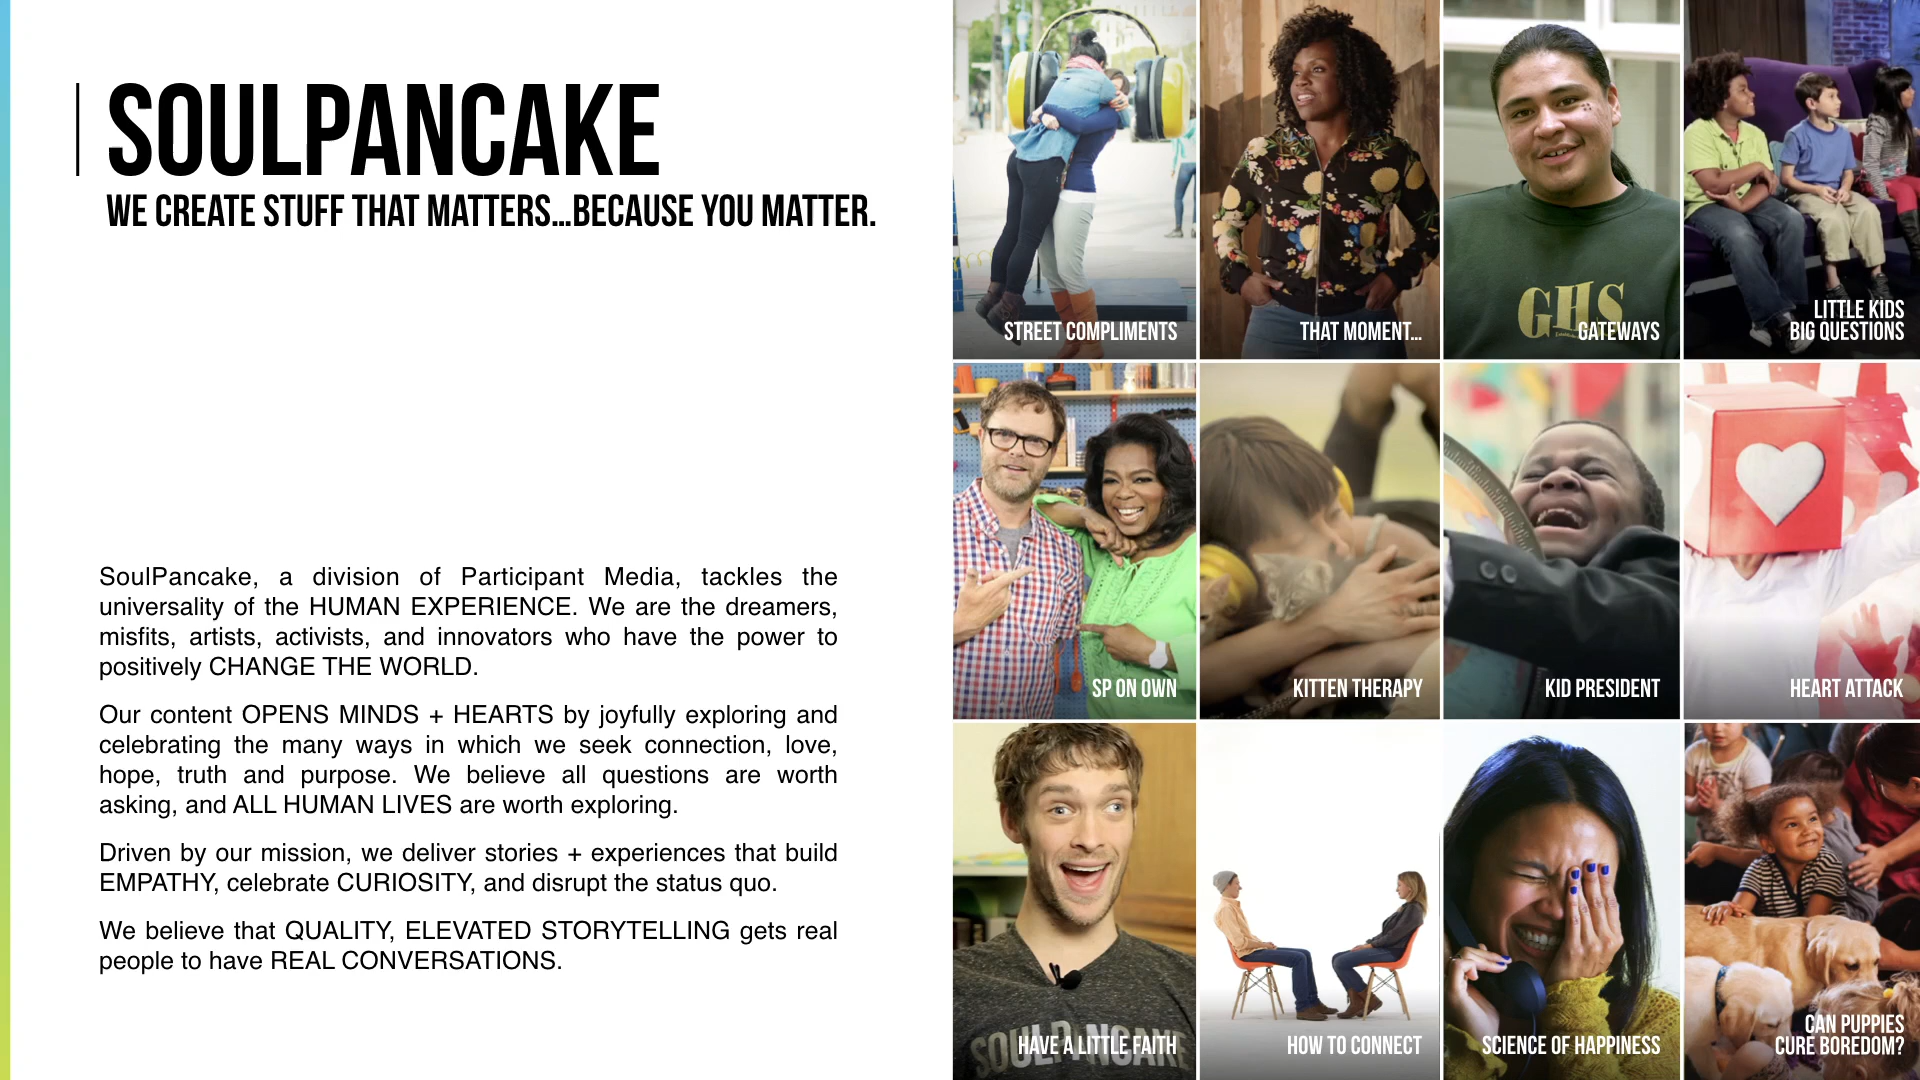 SOULPANCAKE
WE CREATE STUFF THAT MATTERS...BECAUSE YOU MATTER.
SoulPancake, a division of Participant Media, tackles the
universality of the HUMAN EXPERIENCE. We are the dreamers,
misfits, artists, activists, and innovators who have the power to
positively CHANGE THE WORLD.
Our content OPENS MINDS + HEARTS by joyfully exploring and
celebrating the many ways in which we seek connection, love,
hope, truth and purpose. We believe all questions are worth
asking, and ALL HUMAN LIVES are worth exploring.
Driven by our mission, we deliver stories + experiences that build
EMPATHY, celebrate CURIOSITY, and disrupt the status quo.
We believe that QUALITY, ELEVATED STORYTELLING gets real
people to have REAL CONVERSATIONS.
STREET COMPLIMENTS
THAT MOMENT...
GHS
GATEWAYS
LITTLE KIDS
BIG QUESTIONS
SP ON OWN
KITTEN THERAPY
KID PRESIDENT
HEART ATTACK
SOULPANCAKE
HAVE A LITTLE FAITH
HOW TO CONNECT
SCIENCE OF HAPPINESS
CAN PUPPIES
CURE BOREDOM?